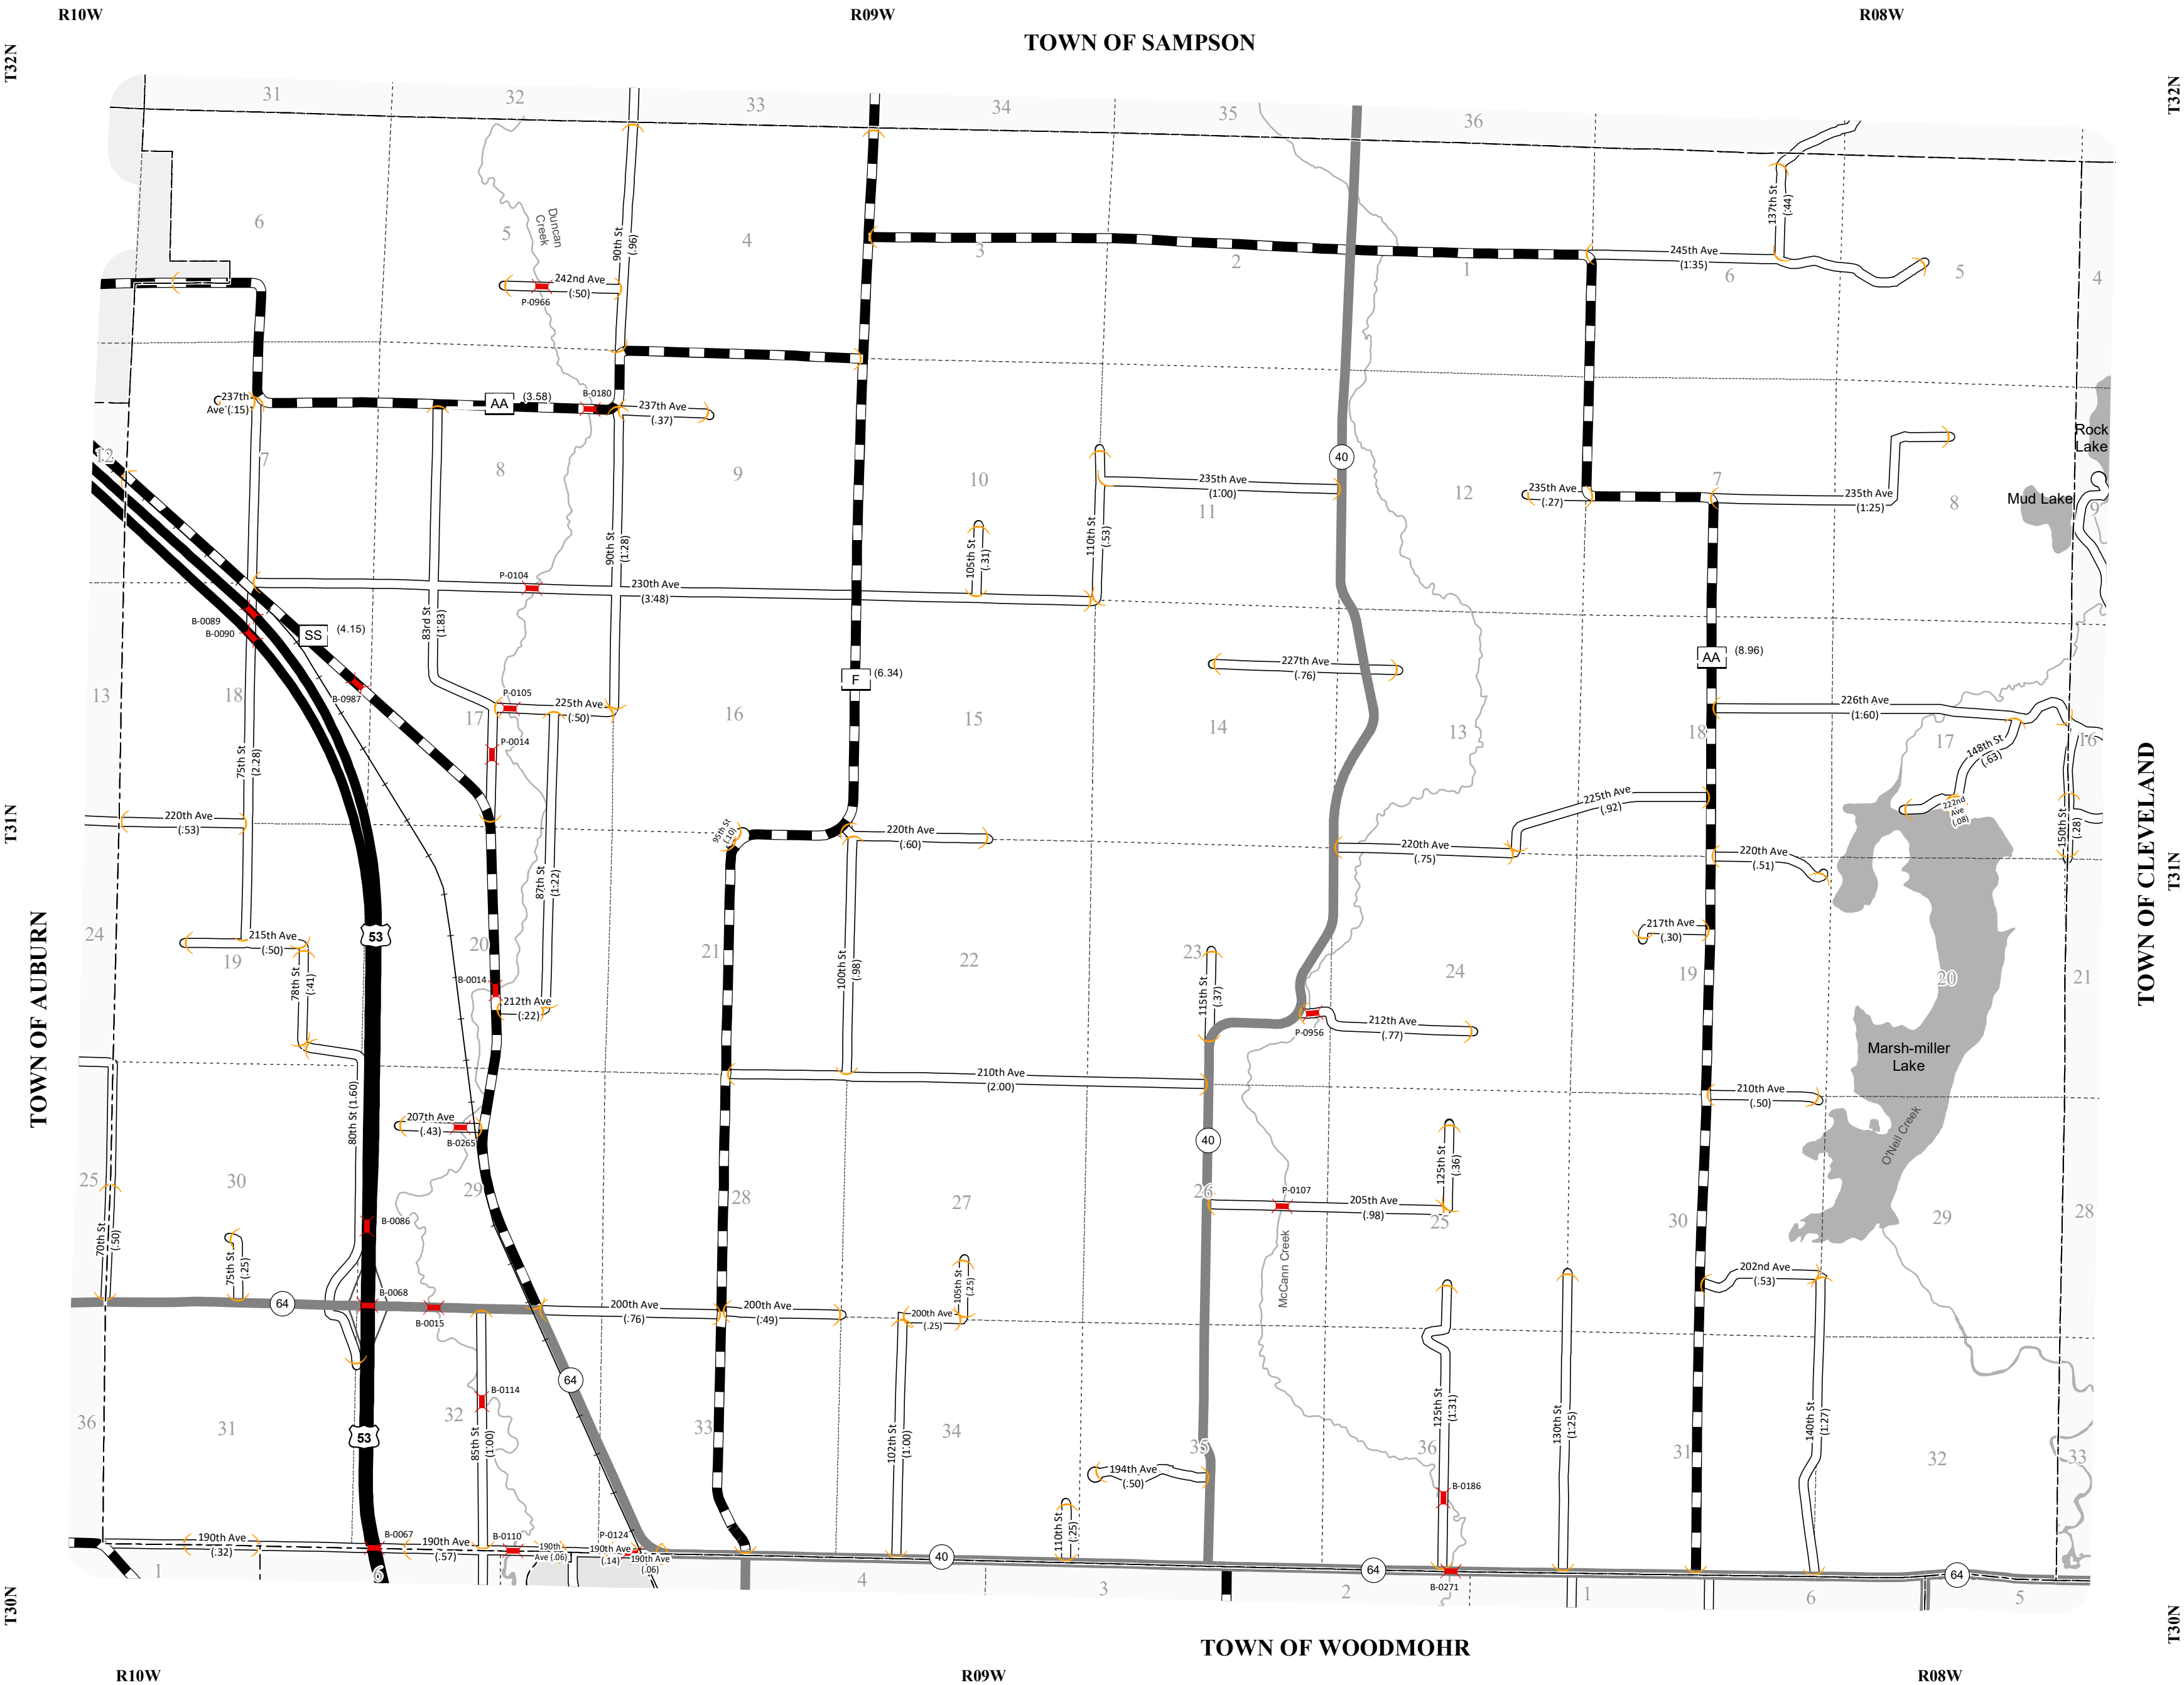 R10W
R09W
R08W
TOWN OF SAMPSON
T32N
T32N
31
32
33
34
35
36
6
5
4
3
2
1
6
5
4
Duncan
Creek
90th St
(.96)
137th St
(.44)
245th Ave
(1.35)
242nd Ave
(.50)
P-0966
237th
Ave (.15)
AA
(3.58)
B-0180
237th Ave
(.37)
Rock
Lake
40
12
7
8
9
10
11
12
7
8
9
235th Ave
(1.00)
235th Ave
(.27)
235th Ave
(1.25)
Mud Lake
90th St
(1.28)
105th St
(.31)
110th St
(.53)
P-0104
230th Ave
(3.48)
83rd St
(1.83)
B-0089
B-0090
SS
(4.15)
B-0987
F
(6.34)
227th Ave
(.76)
AA
(8.96)
13
18
17
16
15
14
13
18
17
16
P-0105
225th Ave
(.50)
P-0014
226th Ave
(1.60)
148th St
(.63)
75th St
(2.28)
225th Ave
(.92)
222nd
Ave
(.08)
150th St
(.28)
T31N
220th Ave
(.53)
95th St
(.10)
220th Ave
(.60)
220th Ave
(.75)
220th Ave
(.51)
T31N
87th St
(1.22)
TOWN OF AUBURN
TOWN OF CLEVELAND
24
19
20
21
22
23
24
19
20
21
53
215th Ave
(.50)
217th Ave
(.30)
78th St
(.41)
B-0014
212th Ave
(.22)
100th St
(.98)
115th St
(.37)
P-0956
212th Ave
(.77)
Marsh-miller
Lake
210th Ave
(2.00)
210th Ave
(.50)
80th St (1.60)
207th Ave
(.43)
B-0265
40
125th St
(.36)
O'Neil Creek
25
30
29
28
27
26
25
30
29
28
P-0107
205th Ave
(.98)
70th St
(.50)
75th St
(.25)
B-0086
McCann Creek
105th St
(.25)
202nd Ave
(.53)
64
B-0068
B-0015
200th Ave
(.76)
200th Ave
(.49)
200th Ave
(.25)
64
B-0114
36
31
32
33
34
35
36
31
32
33
53
85th St
(1.00)
102th St
(1.00)
125th St
(1.31)
130th St
(1.25)
140th St
(1.27)
194th Ave
(.50)
B-0186
110th St
(.25)
190th Ave
(.32)
B-0067
190th Ave
(.57)
B-0110
190th
Ave (.06)
P-0124
190th Ave
(.14)
190th Ave
(.06)
40
64
B-0271
64
1
6
4
3
2
1
6
5
T30N
T30N
TOWN OF WOODMOHR
R10W
R09W
R08W